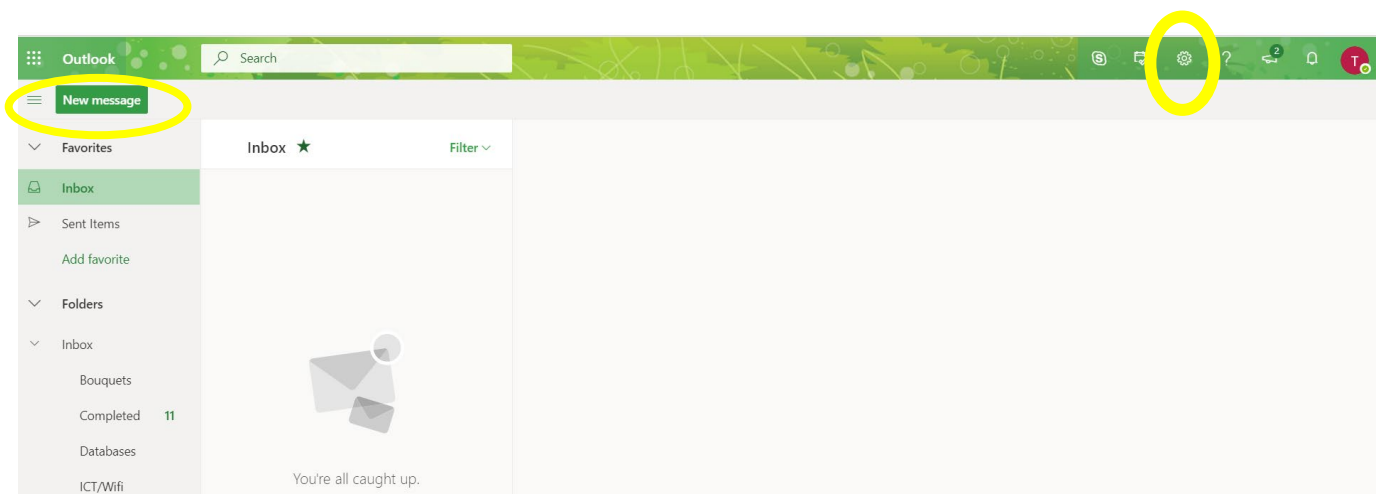 Outlook
Search
S
?
2
T
New message
Favorites
Inbox
Sent Items
Add favorite
Folders
Inbox
Bouquets
Completed 11
Databases
ICT/Wifi
Inbox ★ Filter
You're all caught up.